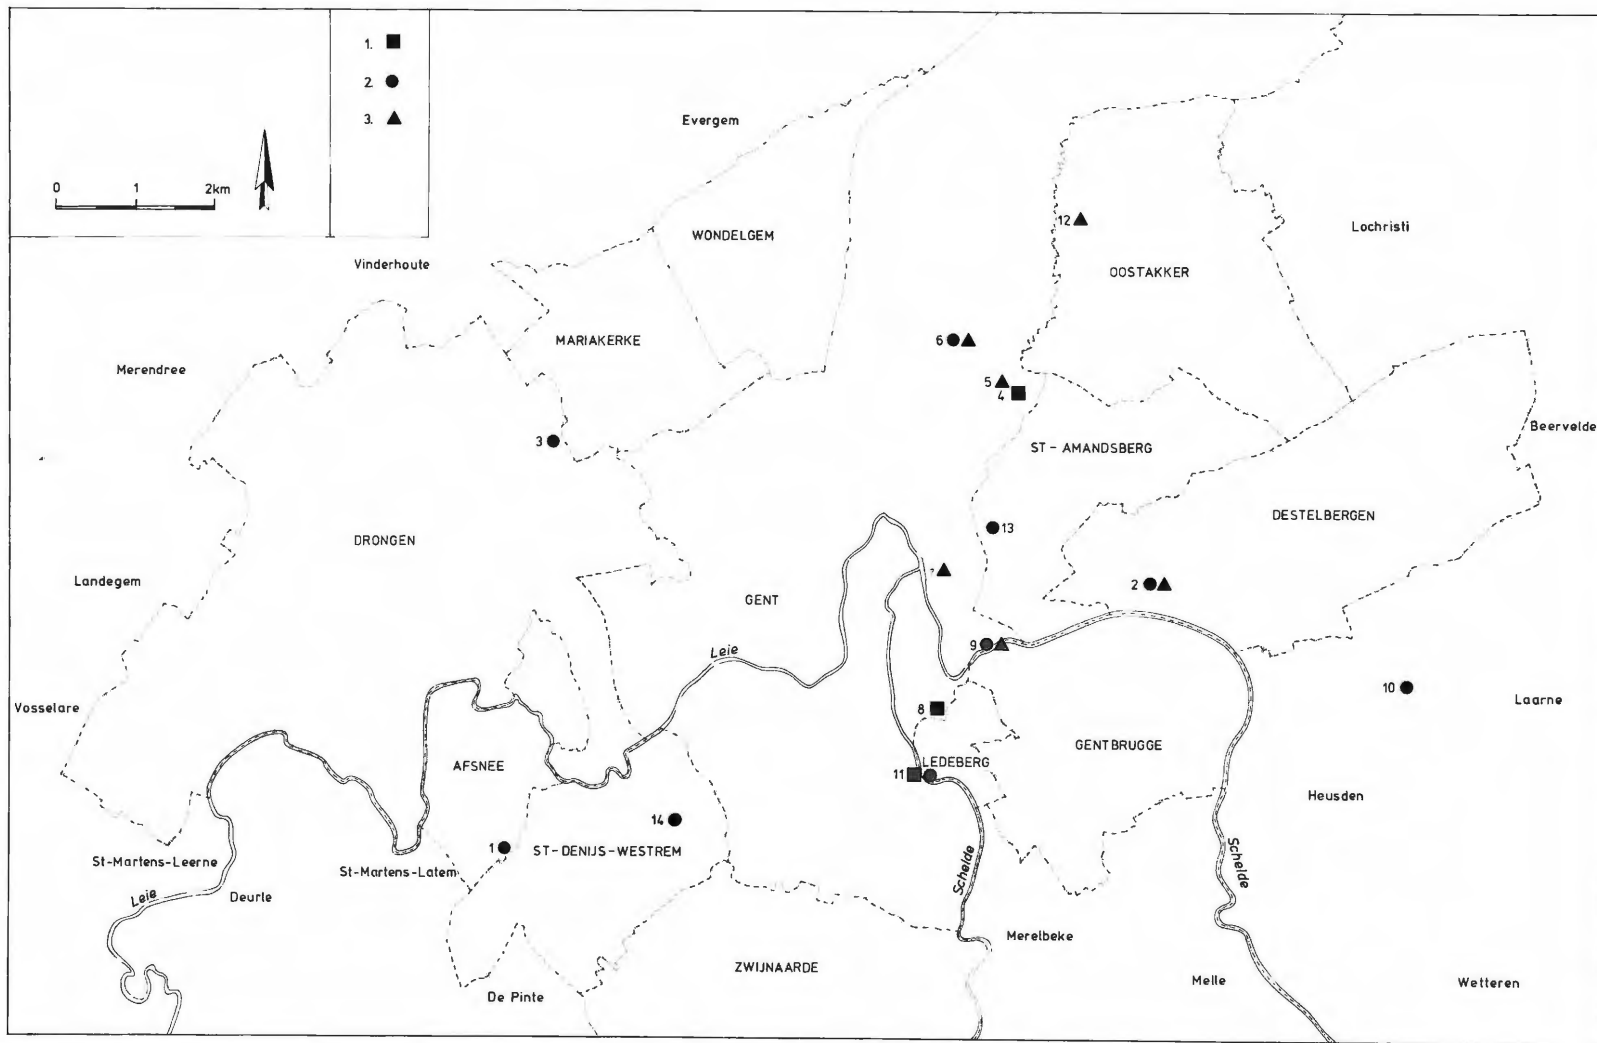 1.
2.
3.
0 1 2km
Evergem
WONDELGEM
12
Lochristi
OOSTAKKER
Vinderhoute
MARIAKERKE
6
Merendree
5
4
3
ST-AMANDSBERG
Beervelde
DESTELBERGEN
13
DRONGEN
Landegem
GENT
2
Leie
9
10
Laarne
Vosselare
8
GENTBRUGGE
AFSNEE
LEDEBERG
11
Heusden
14
1
ST-DENIJS-WESTREM
St-Martens-Leerne
St-Martens-Latem
Schelde
Schelde
Leie
Deurle
Merelbeke
ZWIJNAARDE
Melle
Wetteren
De Pinte